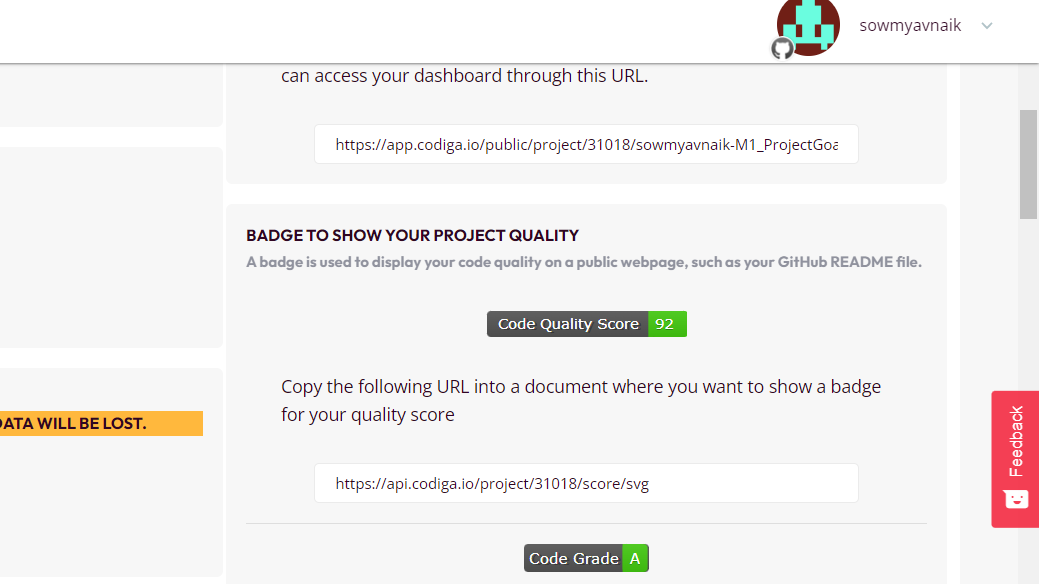 sowmyavnaik
can access your dashboard through this URL.
https://app.codiga.io/public/project/31018/sowmyavnaik-M1_ProjectGoa
BADGE TO SHOW YOUR PROJECT QUALITY
A badge is used to display your code quality on a public webpage, such as your GitHub README file.
Code Quality Score 92
Copy the following URL into a document where you want to show a badge
for your quality score
DATA WILL BE LOST.
https://api.codiga.io/project/31018/score/svg
Code Grade A
Feedback